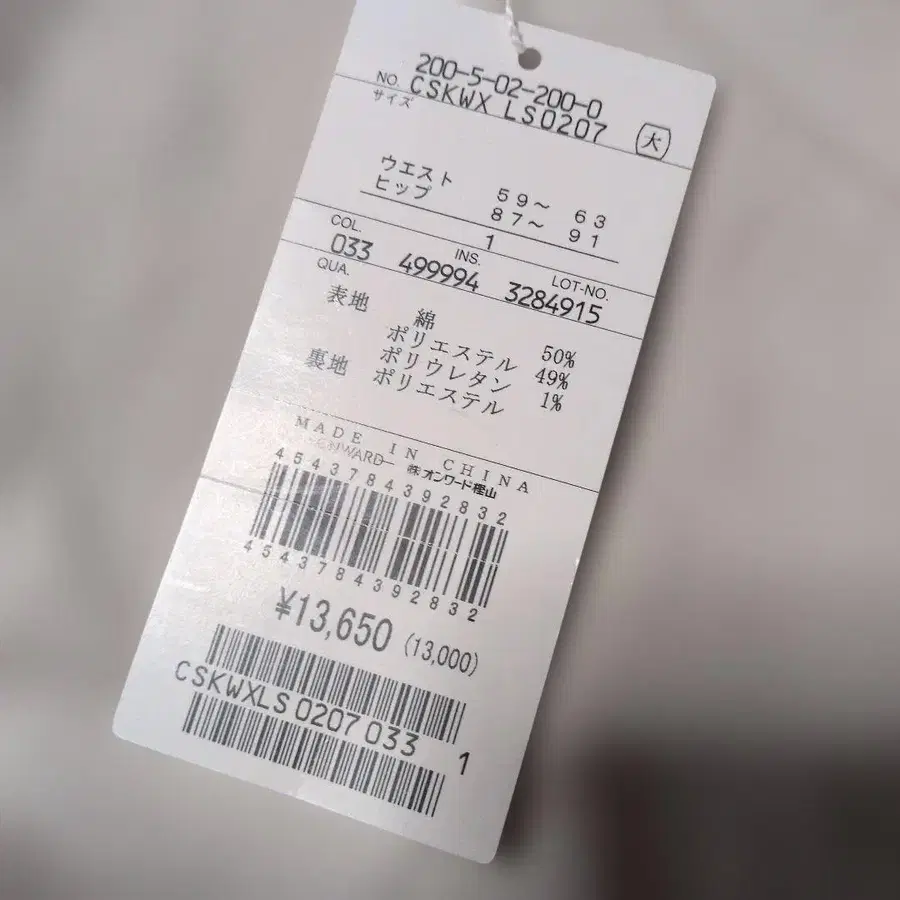 200-5-02-200-0
NO. CSKWX LS0207 大
サイズ
ウエスト 59～ 63
ヒップ 87～ 91
1
COL. INS. LOT-NO.
033 499994 3284915
QUA.
表地 綿 50%
ポリエステル 49%
ポリウレタン 1%
裏地 ポリエステル
MADE IN CHINA
ONWARD ㈱オンワード樫山
4543784392832
4543784392832
¥13,650 (13,000)
CSKWXLS0207 033 1